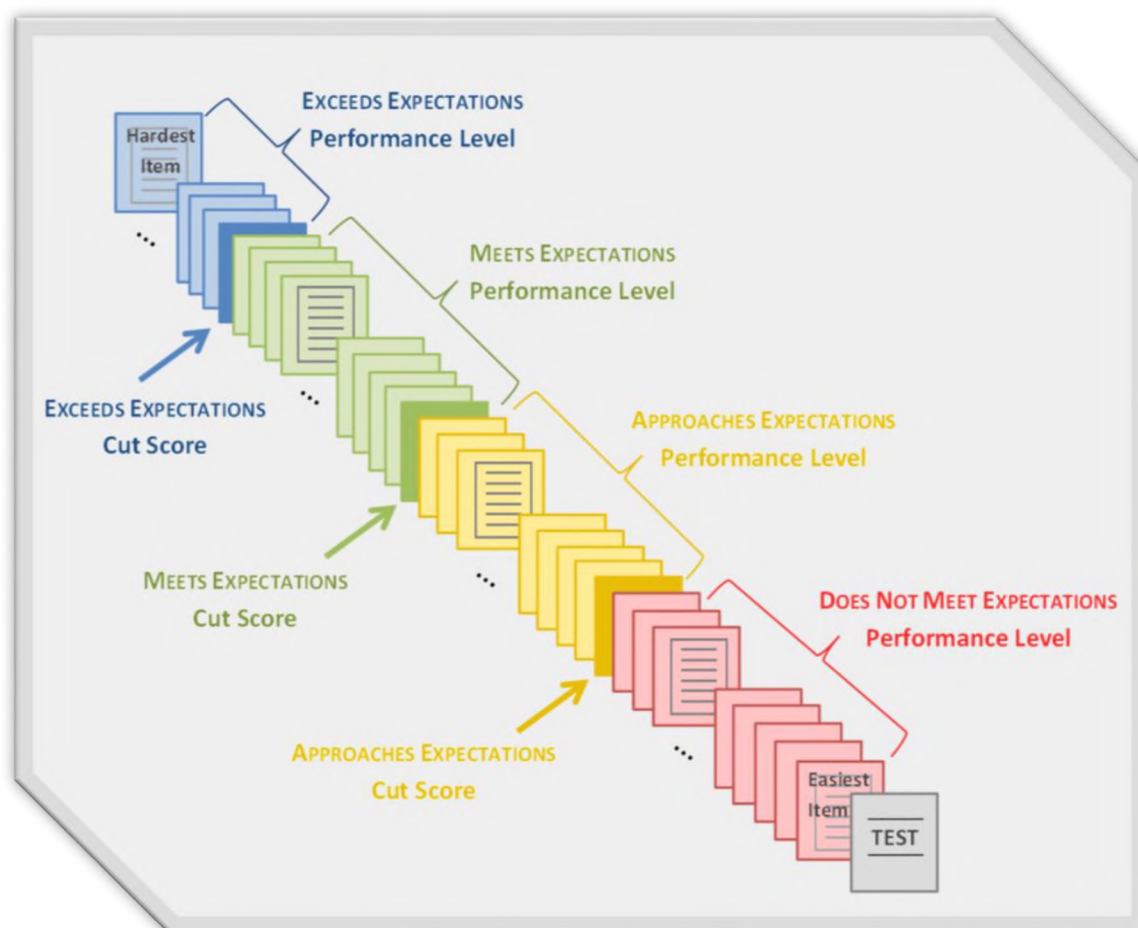 EXCEEDS EXPECTATIONS
Performance Level
Hardest
Item
MEETS EXPECTATIONS
Performance Level
EXCEEDS EXPECTATIONS
Cut Score
APPROACHES EXPECTATIONS
Performance Level
MEETS EXPECTATIONS
Cut Score
DOES NOT MEET EXPECTATIONS
Performance Level
APPROACHES EXPECTATIONS
Cut Score
Easiest
Item
TEST